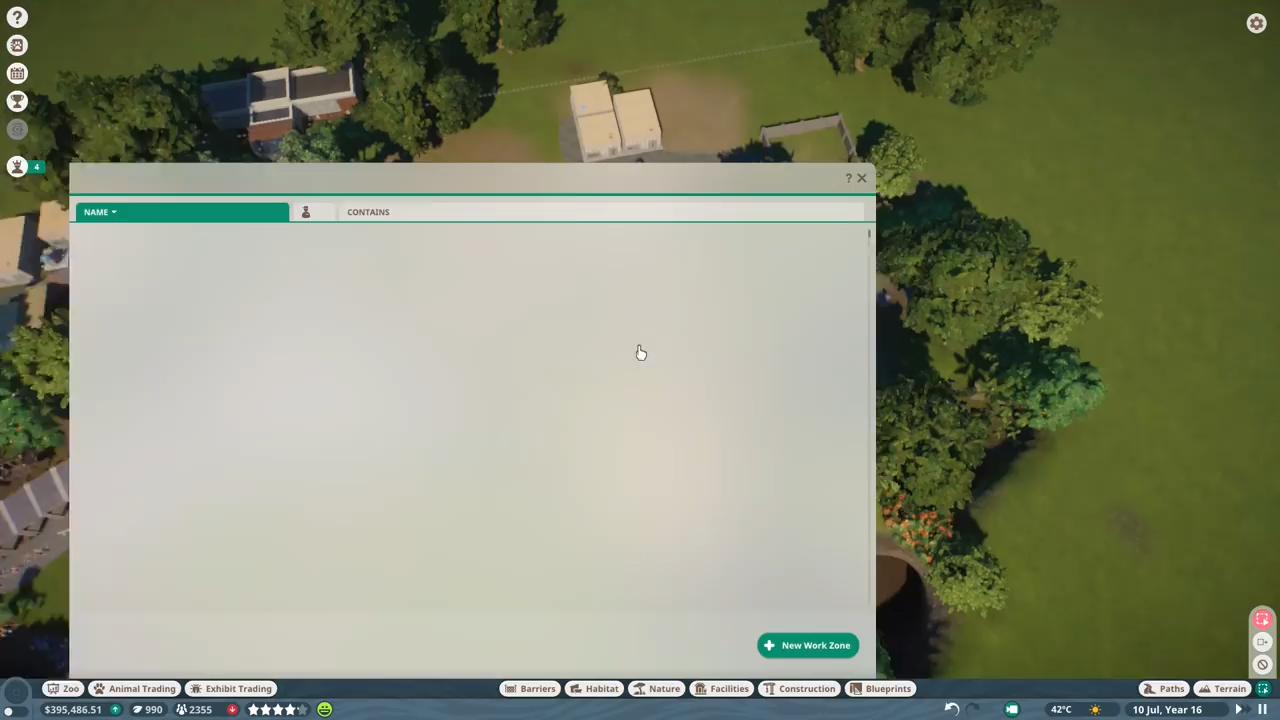 ?
4
? ✕
NAME
CONTAINS
+ New Work Zone
Zoo
Animal Trading
Exhibit Trading
Barriers
Habitat
Nature
Facilities
Construction
Blueprints
Paths
Terrain
$395,486.51
990
2355
42°C
10 Jul, Year 16